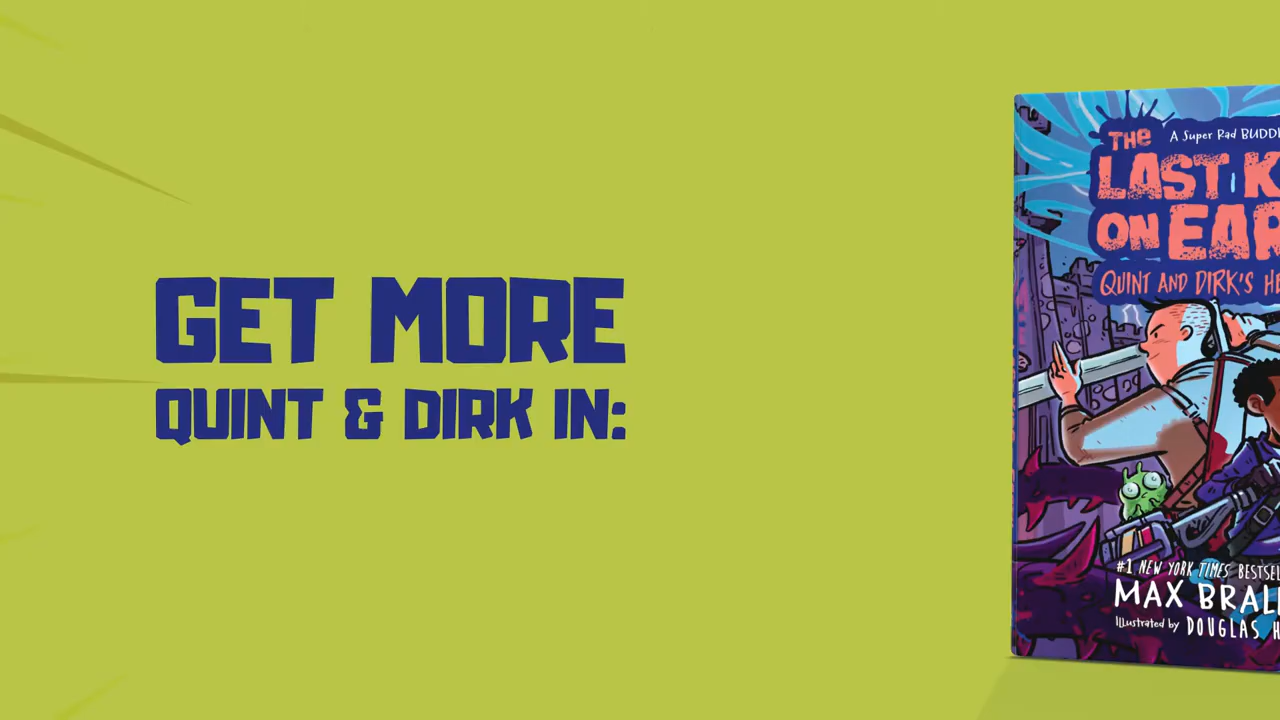 GET MORE
QUINT & DIRK IN:
THE
A Super Rad
LAST
ON
QUINT AND DIRK'S
#1 NEW YORK TIMES
MAX
Illustrated by DOUGLAS